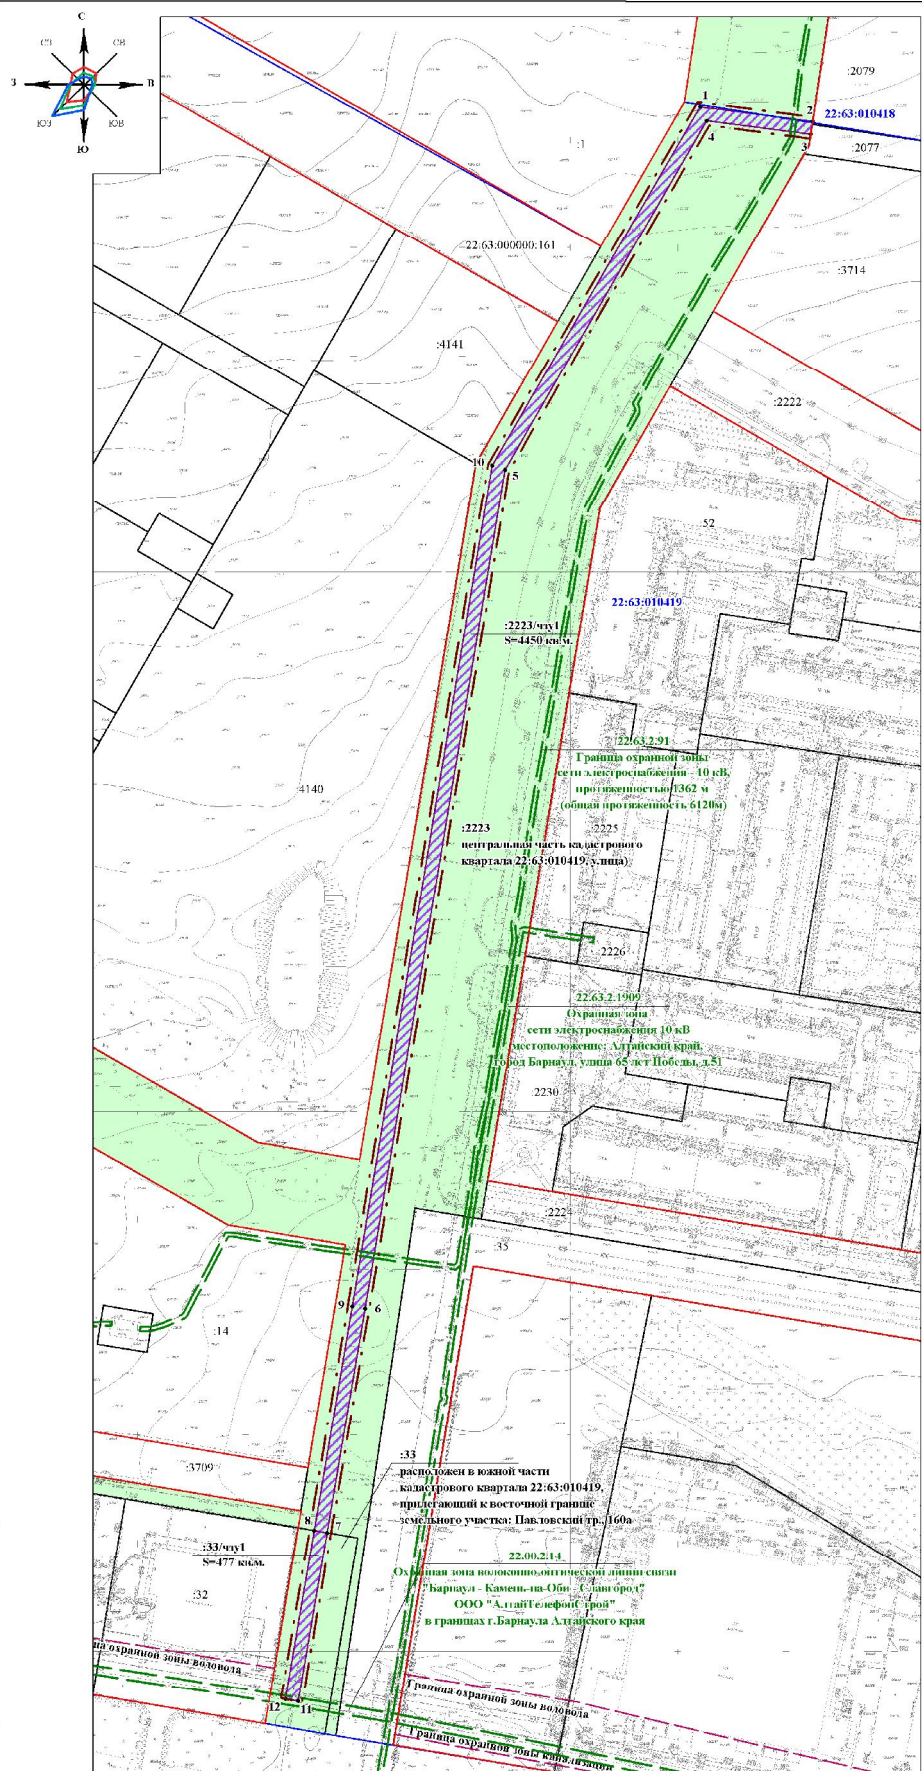 С
СЗ
СВ
З
В
ЮЗ
ЮВ
Ю
:2079
1
2
22:63:010418
4
3
:2077
:1
22:63:000000:161
:3714
:4141
:2222
10
5
52
22:63:010419
:2223/чзу1
S=4450 кв.м.
22.63.2.91
Граница охранной зоны
сети электроснабжения - 10 кВ,
протяженностью 1362 м
(общая протяженность 6120м)
4140
:2223
центральная часть кадастрового
квартала 22:63:010419, улица)
:2225
2226
22.63.2.1909
Охранная зона
сети электроснабжения 10 кВ
местоположение: Алтайский край,
город Барнаул, улица 65 лет Победы, д.51
2230
:222
:35
9
6
:14
:33
расположен в южной части
кадастрового квартала 22:63:010419,
прилегающий к восточной границе
земельного участка: Павловский тр., 160а
:3709
8
7
:33/чзу1
S=477 кв.м.
22.00.2.14
Охранная зона волоконно-оптической линии связи
"Барнаул - Камень-на-Оби - Славгород"
ООО "АлтайТелефонСтрой"
в границах г.Барнаула Алтайского края
:32
на охранной зоны водовода
12
11
Граница охранной зоны водовода
Граница охранной зоны канализации